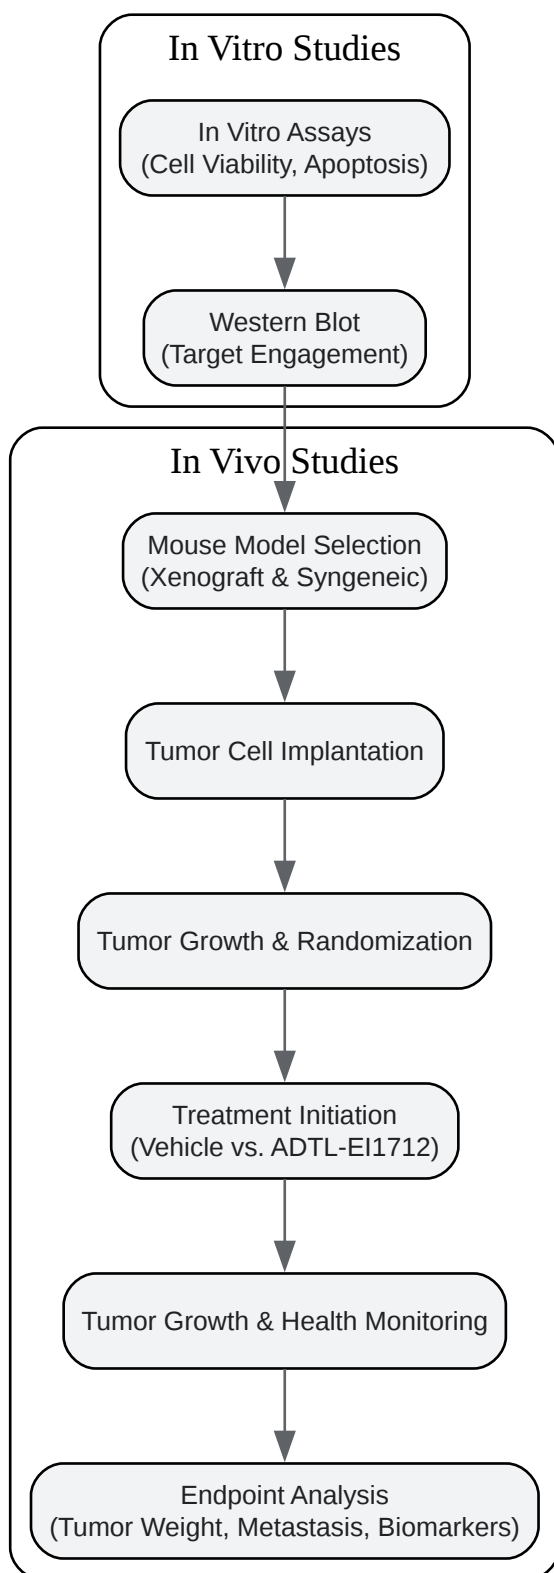 In Vitro Studies
In Vitro Assays
(Cell Viability, Apoptosis)
Western Blot
(Target Engagement)
In Vivo Studies
Mouse Model Selection
(Xenograft & Syngeneic)
Tumor Cell Implantation
Tumor Growth & Randomization
Treatment Initiation
(Vehicle vs. ADTL-EI1712)
Tumor Growth & Health Monitoring
Endpoint Analysis
(Tumor Weight, Metastasis, Biomarkers)